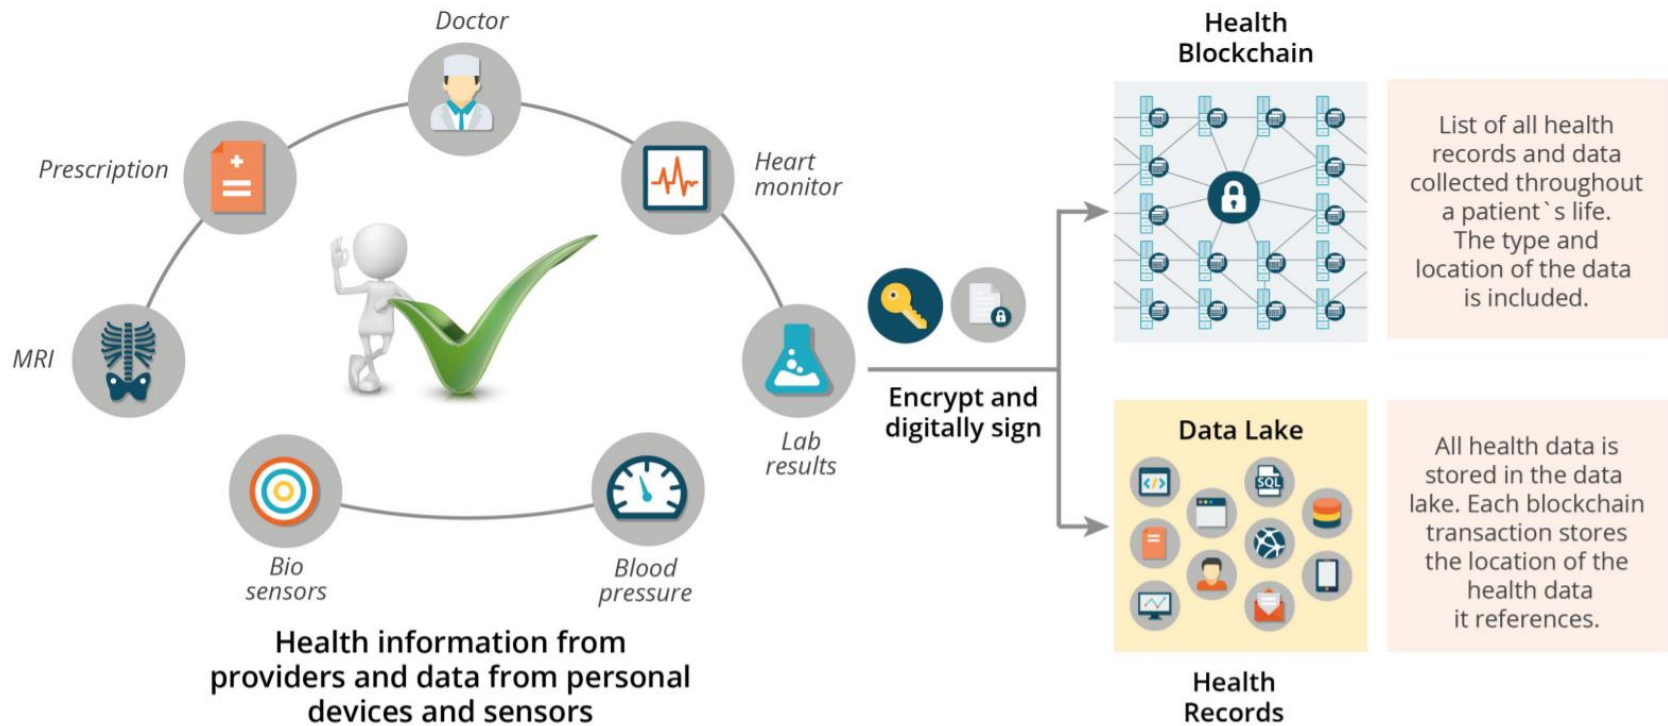 Doctor
Prescription
Heart
monitor
MRI
Lab
results
Bio
sensors
Blood
pressure
Health information from
providers and data from personal
devices and sensors
Encrypt and
digitally sign
Health
Blockchain
List of all health
records and data
collected throughout
a patient`s life.
The type and
location of the data
is included.
Data Lake
SQL
</>
All health data is
stored in the data
lake. Each blockchain
transaction stores
the location of the
health data
it references.
Health
Records